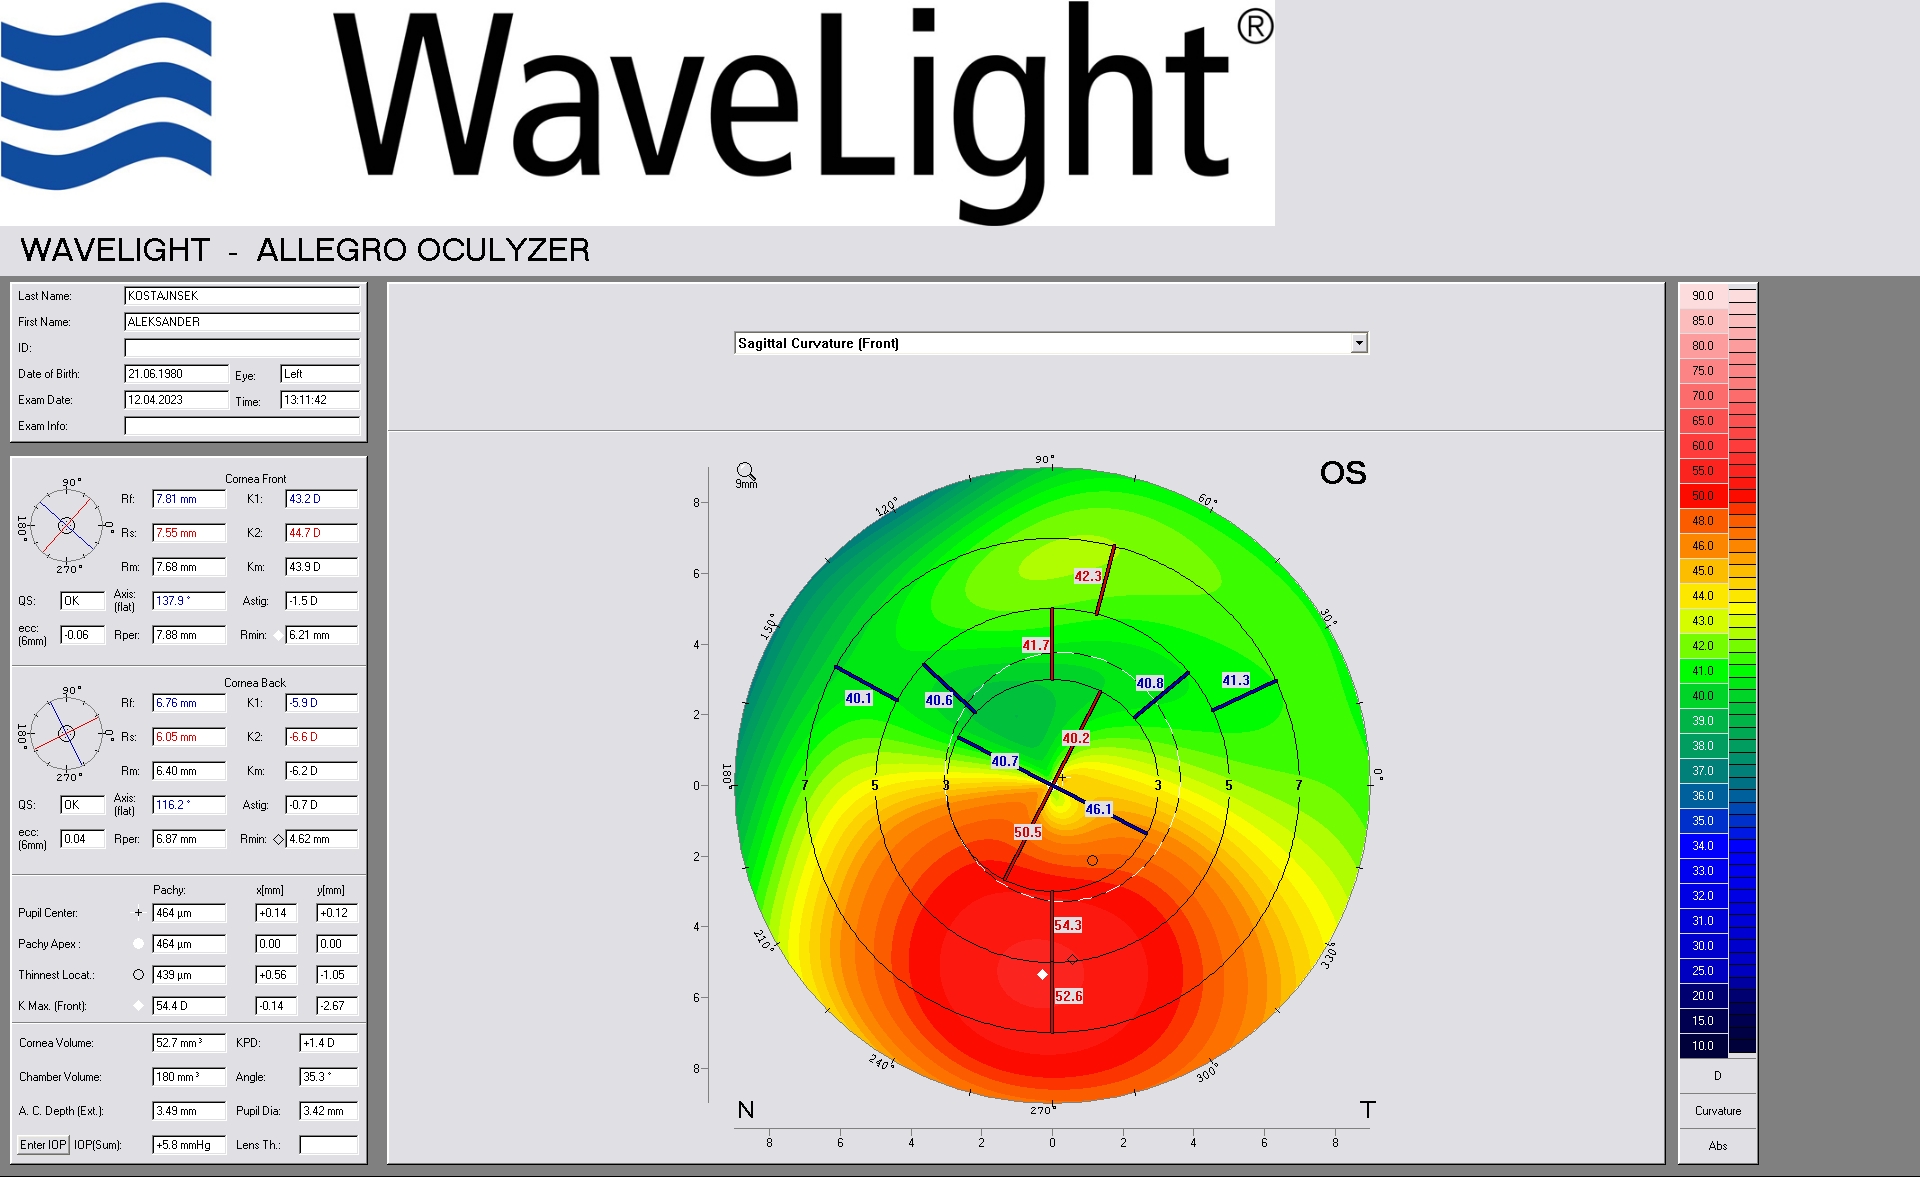 WaveLight®
WAVELIGHT - ALLEGRO OCULYZER
Last Name: KOSTAJNSEK
First Name: ALEKSANDER
ID:
Date of Birth: 21.06.1980 Eye: Left
Exam Date: 12.04.2023 Time: 13:11:42
Exam Info:
Cornea Front
90°
180°
0°
270°
Rf: 7.81 mm K1: 43.2 D
Rs: 7.55 mm K2: 44.7 D
Rm: 7.68 mm Km: 43.9 D
QS: OK Axis: (flat) 137.9 ° Astig: -1.5 D
ecc: (6mm) -0.06 Rper: 7.88 mm Rmin: 6.21 mm
Cornea Back
90°
180°
0°
270°
Rf: 6.76 mm K1: -5.9 D
Rs: 6.05 mm K2: -6.6 D
Rm: 6.40 mm Km: -6.2 D
QS: OK Axis: (flat) 116.2 ° Astig: -0.7 D
ecc: (6mm) 0.04 Rper: 6.87 mm Rmin: 4.62 mm
Pachy: x[mm] y[mm]
Pupil Center: + 464 µm +0.14 +0.12
Pachy Apex : 464 µm 0.00 0.00
Thinnest Locat.: 439 µm +0.56 -1.05
K Max. (Front): 54.4 D -0.14 -2.67
Cornea Volume: 52.7 mm³ KPD: +1.4 D
Chamber Volume: 180 mm³ Angle: 35.3 °
A. C. Depth (Ext.): 3.49 mm Pupil Dia: 3.42 mm
Enter IOP IOP(Sum): +5.8 mmHg Lens Th.:
Sagittal Curvature (Front)
9mm
OS
90°
120°
60°
150°
30°
180°
0°
210°
330°
240°
300°
270°
8
6
4
2
0
2
4
6
8
42.3
41.7
40.1
40.6
40.8
41.3
40.2
40.7
7 5 3 3 5 7
46.1
50.5
54.3
52.6
N
T
8 6 4 2 0 2 4 6 8
90.0
85.0
80.0
75.0
70.0
65.0
60.0
55.0
50.0
48.0
46.0
45.0
44.0
43.0
42.0
41.0
40.0
39.0
38.0
37.0
36.0
35.0
34.0
33.0
32.0
31.0
30.0
25.0
20.0
15.0
10.0
D
Curvature
Abs